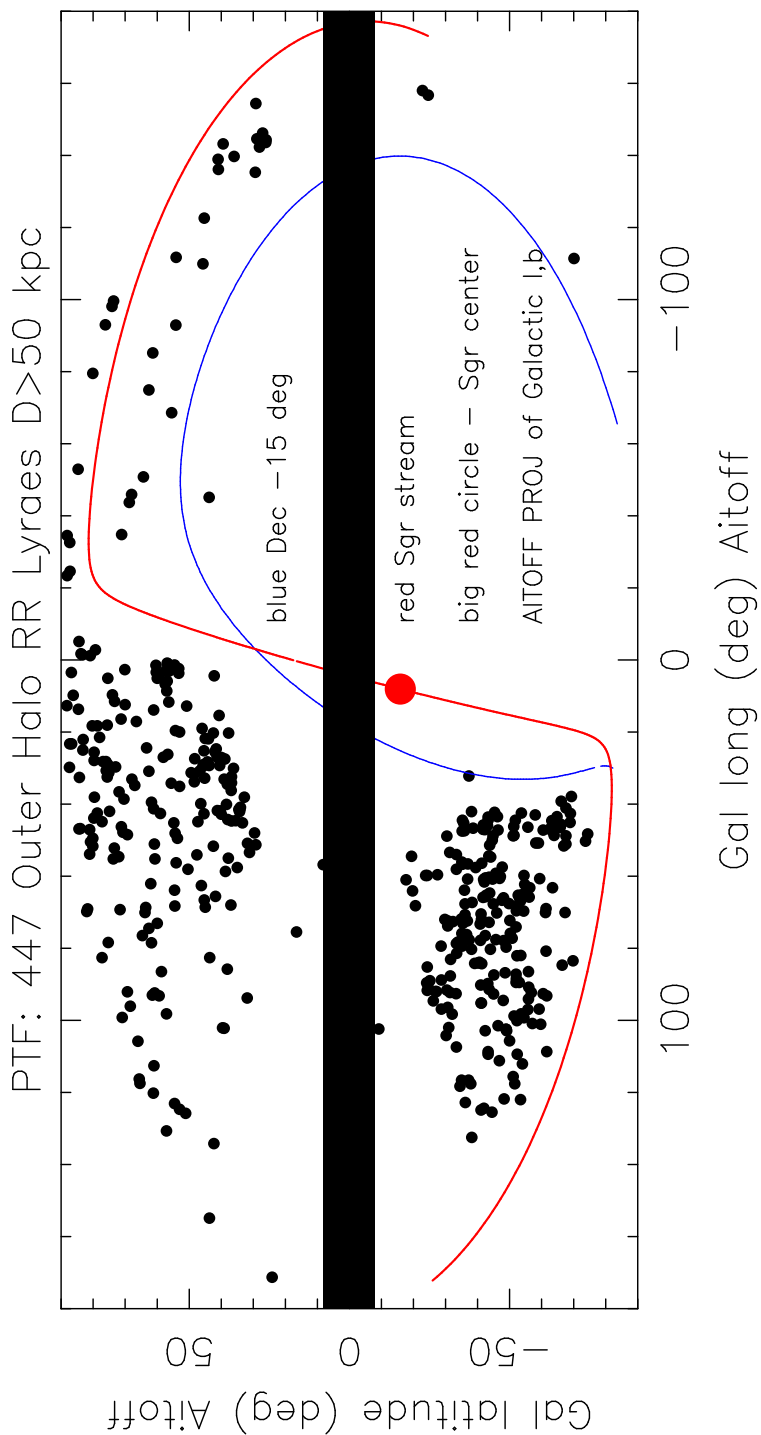 PTF: 447 Outer Halo RR Lyraes D>50 kpc
blue Dec −15 deg
red Sgr stream
big red circle − Sgr center
AITOFF PROJ of Galactic l,b
Gal latitude (deg) Aitoff
50
0
−50
100
0
−100
Gal long (deg) Aitoff